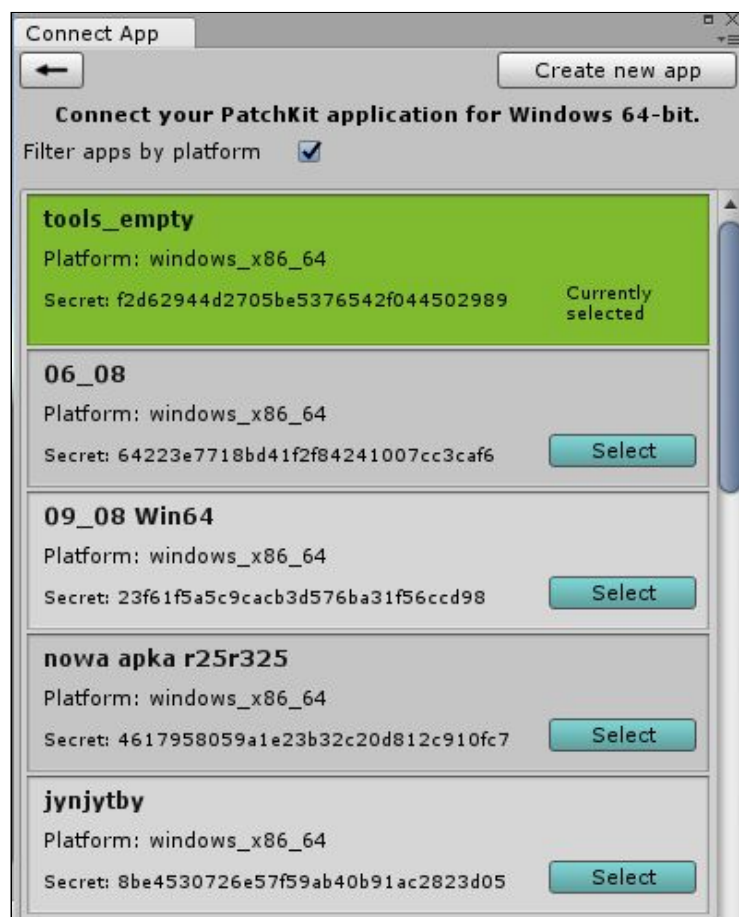 Connect App
Create new app
Connect your PatchKit application for Windows 64-bit.
Filter apps by platform
tools_empty
Platform: windows_x86_64
Secret: f2d62944d2705be5376542f044502989
Currently
selected
06_08
Platform: windows_x86_64
Secret: 64223e7718bd41f2f84241007cc3caf6
Select
09_08 Win64
Platform: windows_x86_64
Secret: 23f61f5a5c9cacb3d576ba31f56ccd98
Select
nowa apka r25r325
Platform: windows_x86_64
Secret: 4617958059a1e23b32c20d812c910fc7
Select
jynjytby
Platform: windows_x86_64
Secret: 8be4530726e57f59ab40b91ac2823d05
Select